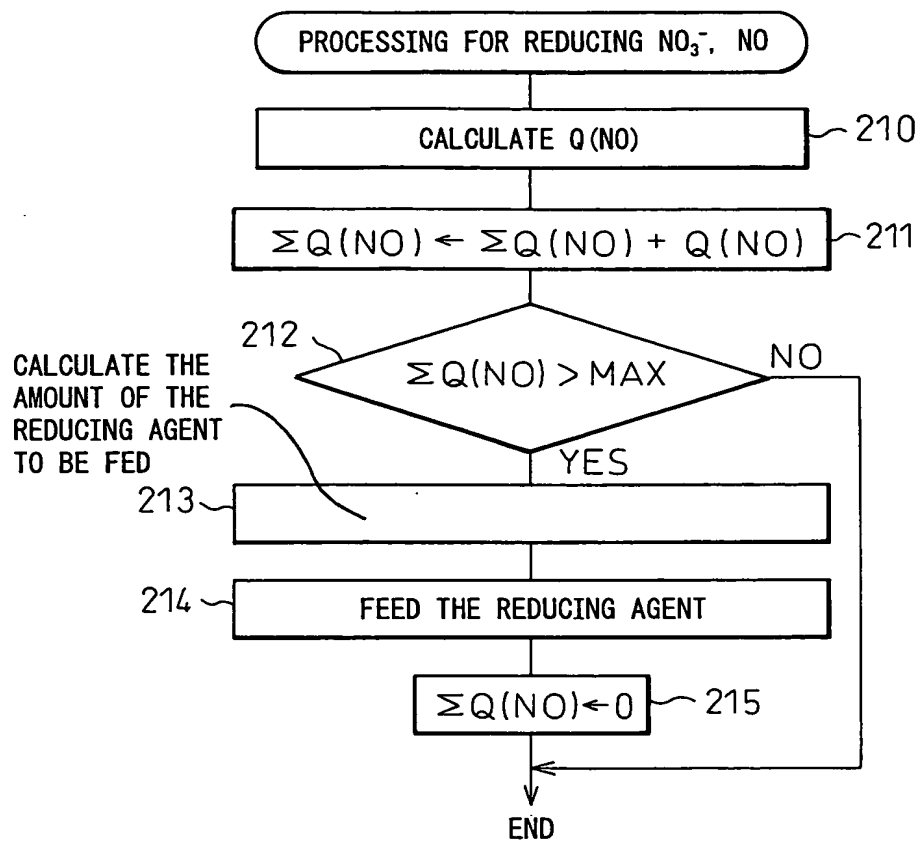 PROCESSING FOR REDUCING NO₃⁻, NO
CALCULATE Q(NO)
210
ΣQ(NO) ← ΣQ(NO) + Q(NO)
211
212
ΣQ(NO) > MAX
NO
CALCULATE THE
AMOUNT OF THE
REDUCING AGENT
TO BE FED
YES
213
214
FEED THE REDUCING AGENT
ΣQ(NO)←0
215
END